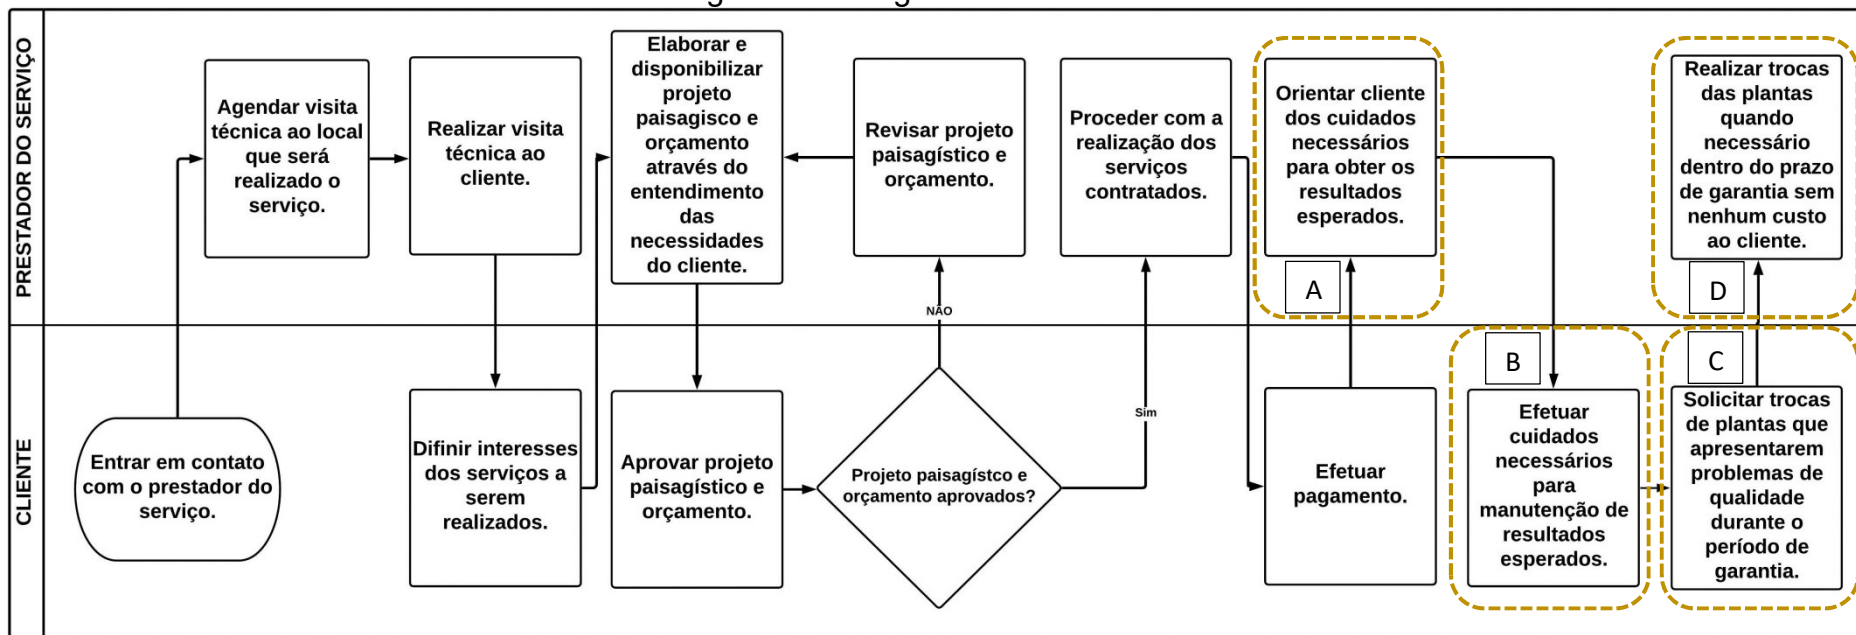 PRESTADOR DO SERVIÇO
Agendar visita
técnica ao local
que será
realizado o
serviço.
Realizar visita
técnica ao
cliente.
Elaborar e
disponibilizar
projeto
paisagisco e
orçamento
através do
entendimento
das
necessidades
do cliente.
Revisar projeto
paisagístico e
orçamento.
Proceder com a
realização dos
serviços
contratados.
Orientar cliente
dos cuidados
necessários
para obter os
resultados
esperados.
A
Realizar trocas
das plantas
quando
necessário
dentro do prazo
de garantia sem
nenhum custo
ao cliente.
D
NÃO
CLIENTE
Entrar em contato
com o prestador do
serviço.
Difinir interesses
dos serviços a
serem
realizados.
Aprovar projeto
paisagístico e
orçamento.
Projeto paisagístco e
orçamento aprovados?
Sim
Efetuar
pagamento.
B
Efetuar
cuidados
necessários
para
manutenção de
resultados
esperados.
C
Solicitar trocas
de plantas que
apresentarem
problemas de
qualidade
durante o
período de
garantia.